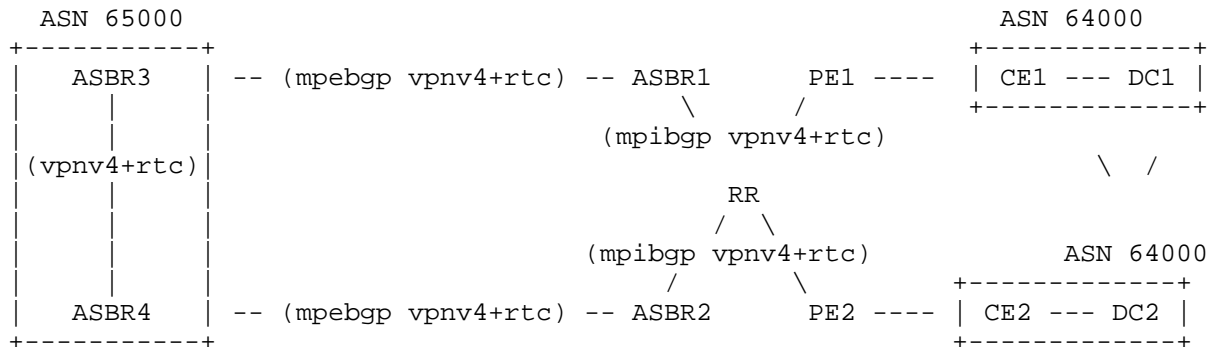 ASN 65000 ASN 64000
+-----------+ +-------------+
| ASBR3 | -- (mpebgp vpnv4+rtc) -- ASBR1 PE1 ---- | CE1 --- DC1 |
| | | \ / +-------------+
| | | (mpibgp vpnv4+rtc)
|(vpnv4+rtc)| \ /
| | | RR
| | | / \
| | | (mpibgp vpnv4+rtc) ASN 64000
| | | / \ +-------------+
| ASBR4 | -- (mpebgp vpnv4+rtc) -- ASBR2 PE2 ---- | CE2 --- DC2 |
+-----------+ +-------------+